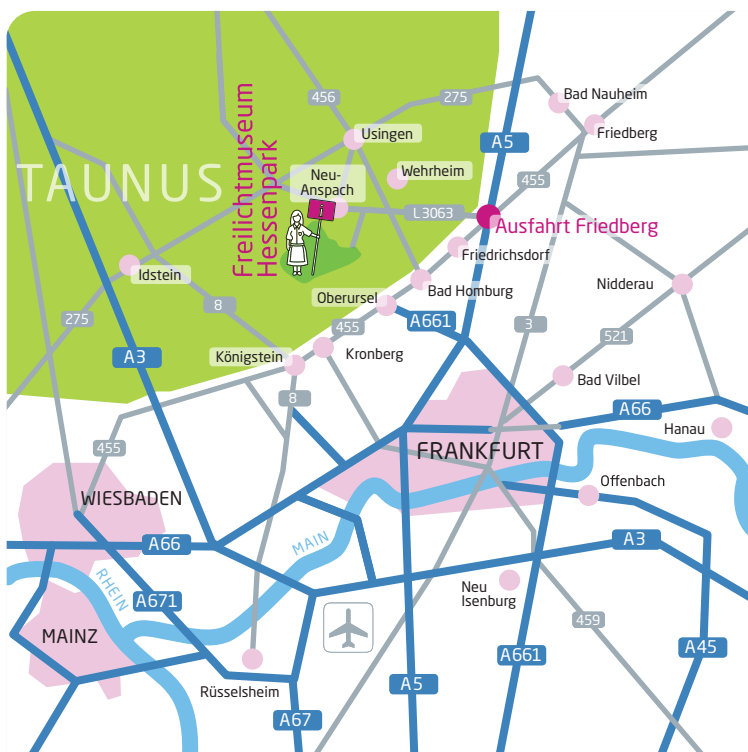 456
275
Bad Nauheim
Friedberg
Usingen
A5
TAUNUS
Freilichtmuseum
Hessenpark
Neu-
Anspach
Wehrheim
455
L3063
Ausfahrt Friedberg
Friedrichsdorf
Idstein
Bad Homburg
Nidderau
275
8
Oberursel
A661
3
521
A3
455
Königstein
Kronberg
Bad Vilbel
8
A66
Hanau
455
FRANKFURT
Offenbach
WIESBADEN
A66
MAIN
A3
RHEIN
A671
Neu
Isenburg
459
MAINZ
A661
A45
Rüsselsheim
A5
A67